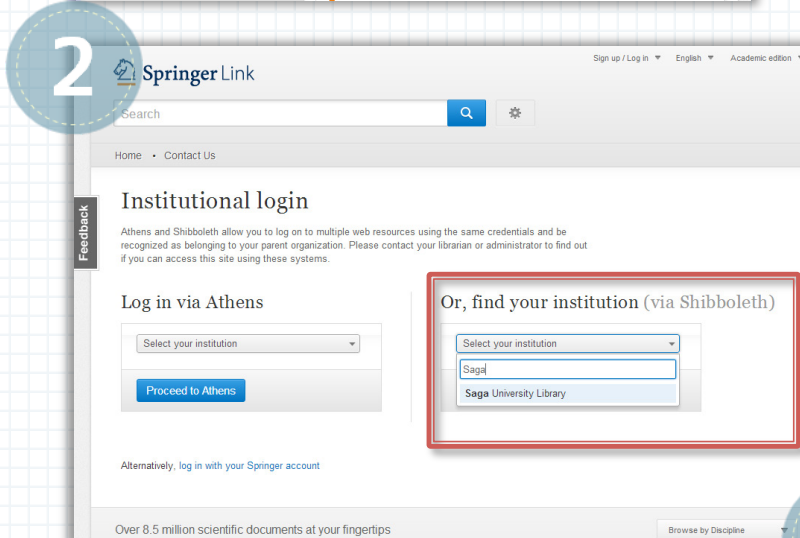 2
Springer Link
Sign up / Log in English Academic edition
Search
Home • Contact Us
Feedback
Institutional login
Athens and Shibboleth allow you to log on to multiple web resources using the same credentials and be
recognized as belonging to your parent organization. Please contact your librarian or administrator to find out
if you can access this site using these systems.
Log in via Athens
Select your institution
Proceed to Athens
Or, find your institution (via Shibboleth)
Select your institution
Saga
Saga University Library
Alternatively, log in with your Springer account
Over 8.5 million scientific documents at your fingertips
Browse by Discipline